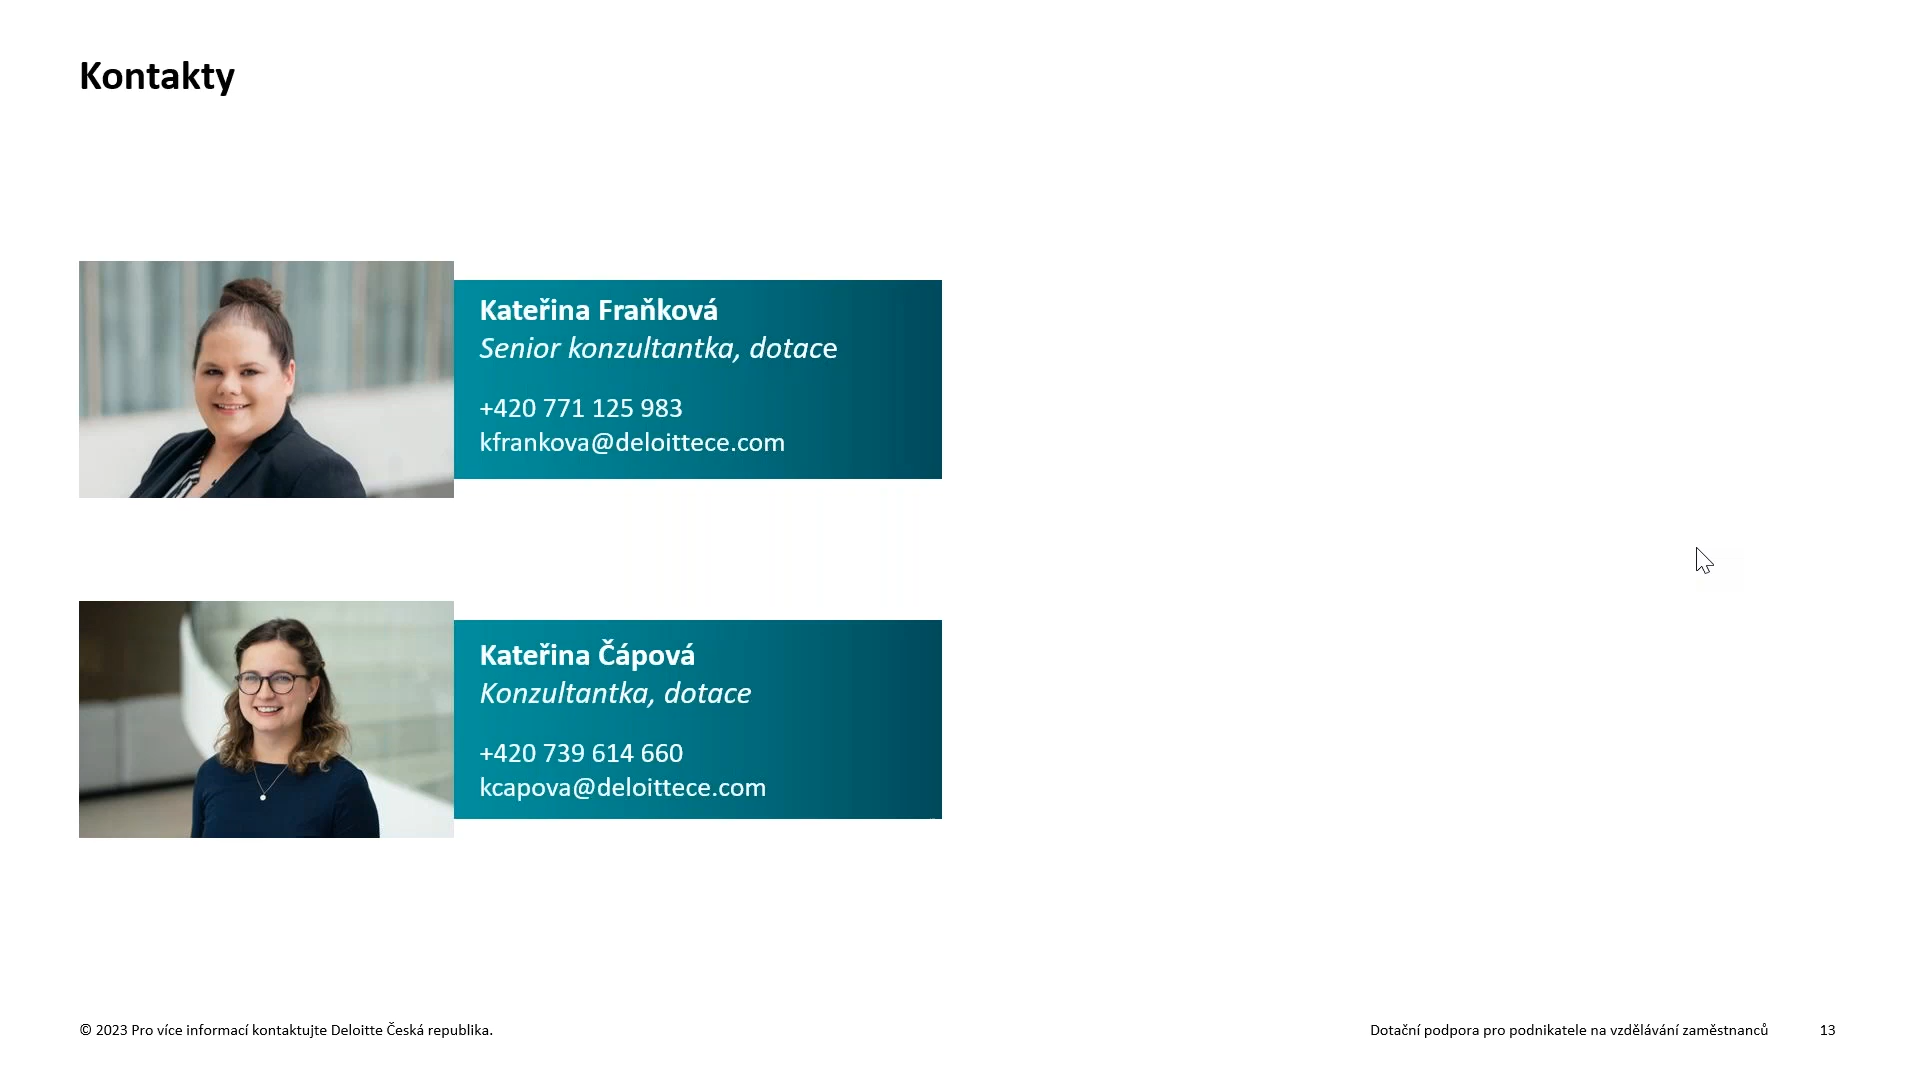 Kontakty
Kateřina Fraňková
Senior konzultantka, dotace
+420 771 125 983
kfrankova@deloittece.com
Kateřina Čápová
Konzultantka, dotace
+420 739 614 660
kcapova@deloittece.com
© 2023 Pro více informací kontaktujte Deloitte Česká republika.
Dotační podpora pro podnikatele na vzdělávání zaměstnanců 13